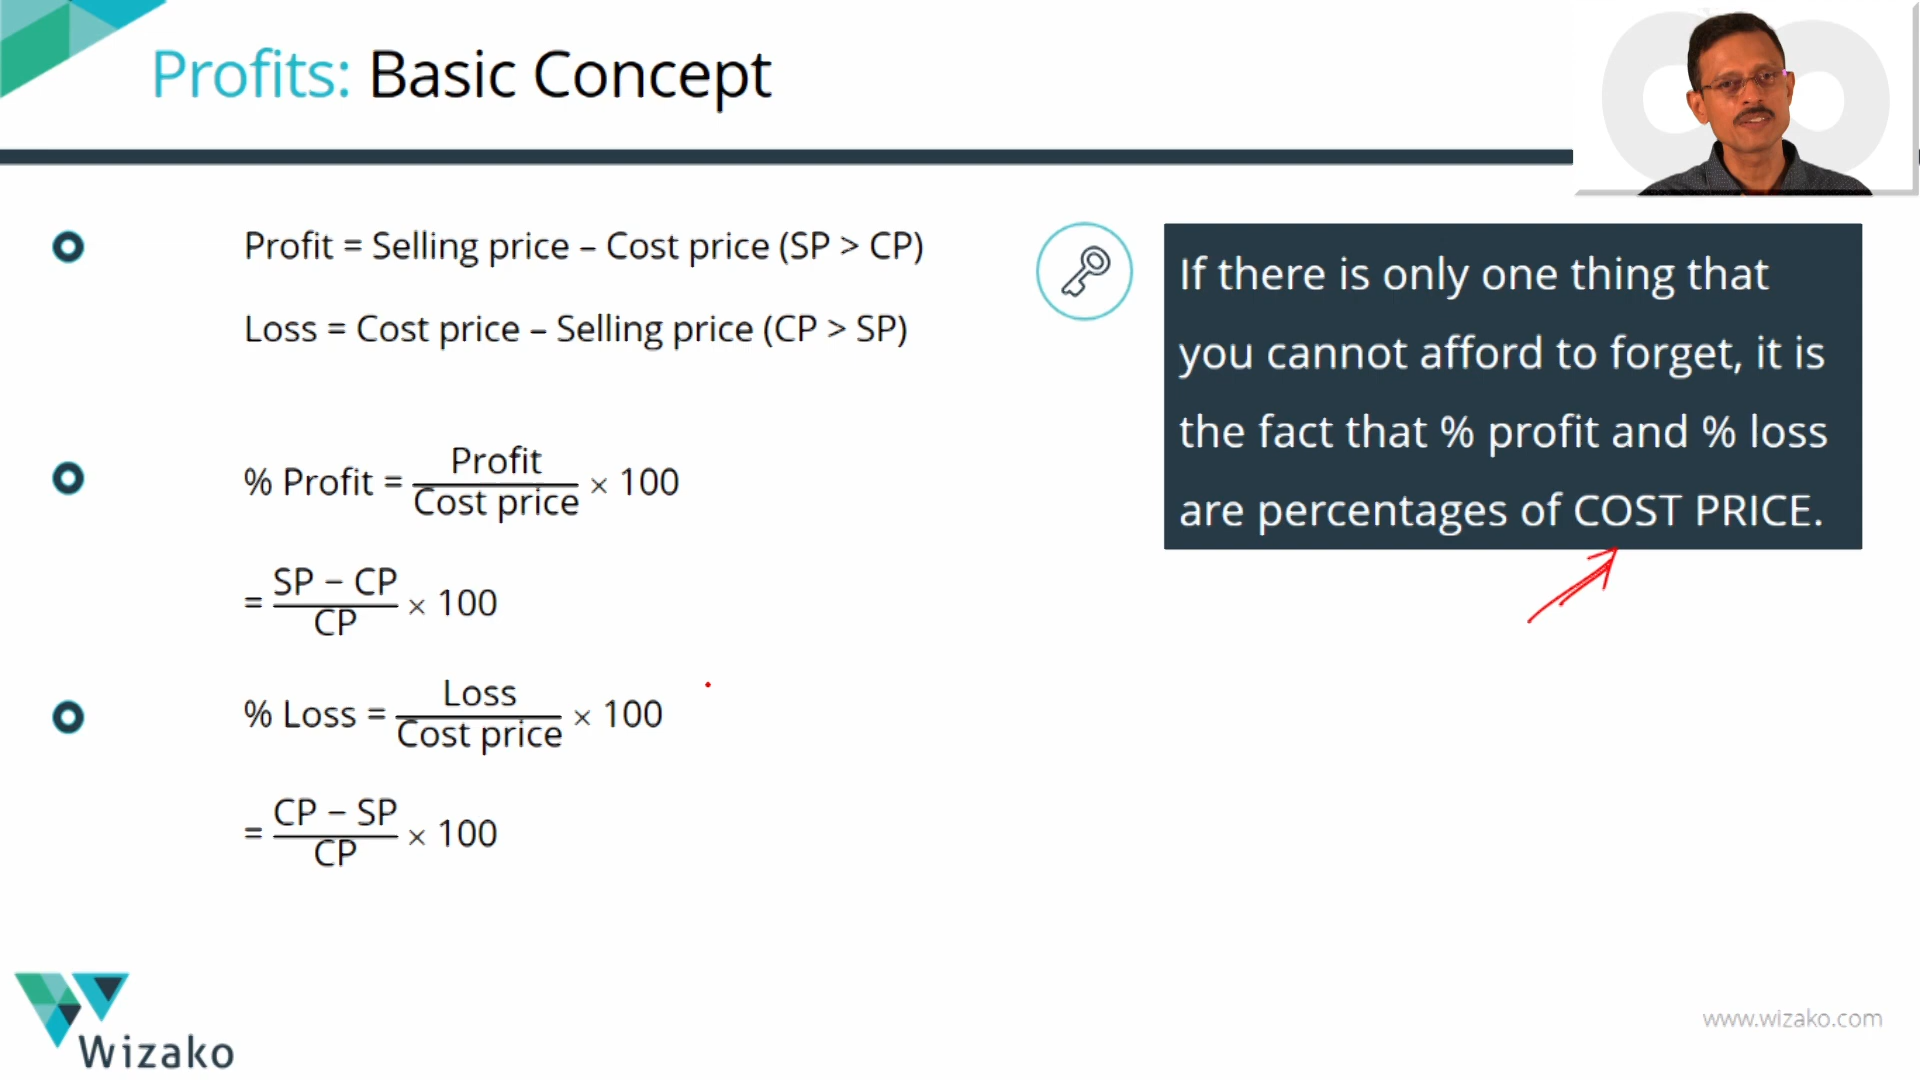 Profits: Basic Concept
Profit = Selling price – Cost price (SP > CP)
Loss = Cost price – Selling price (CP > SP)
% Profit = Profit / Cost price × 100
= SP − CP / CP × 100
% Loss = Loss / Cost price × 100
= CP − SP / CP × 100
If there is only one thing that
you cannot afford to forget, it is
the fact that % profit and % loss
are percentages of COST PRICE.
Wizako
www.wizako.com